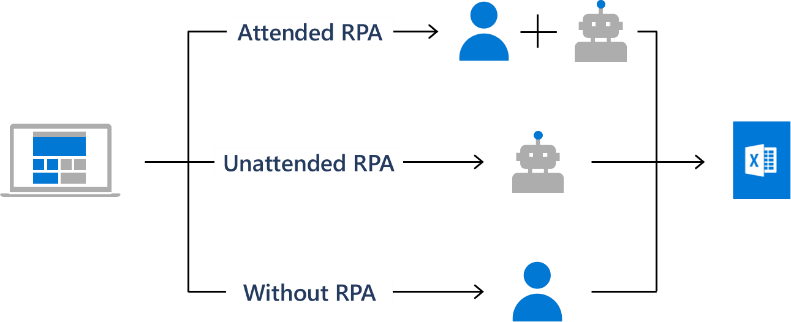 Attended RPA
Unattended RPA
X
Without RPA